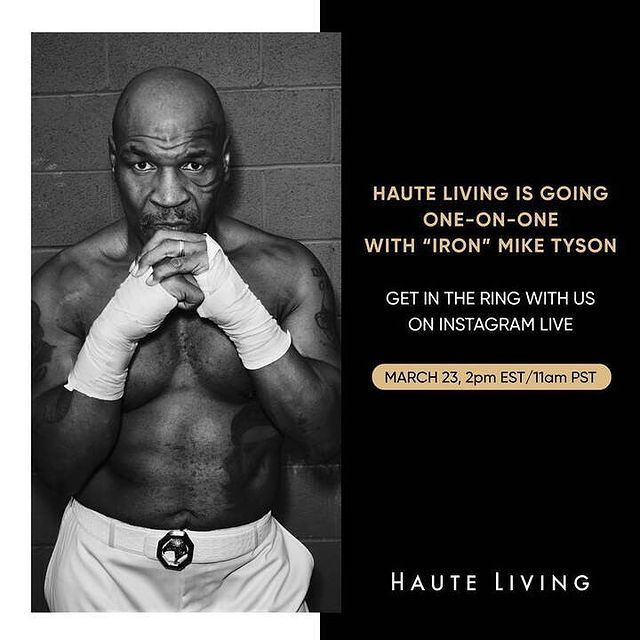 HAUTE LIVING IS GOING
ONE-ON-ONE
WITH “IRON” MIKE TYSON
GET IN THE RING WITH US
ON INSTAGRAM LIVE
MARCH 23, 2pm EST/11am PST
HAUTE LIVING